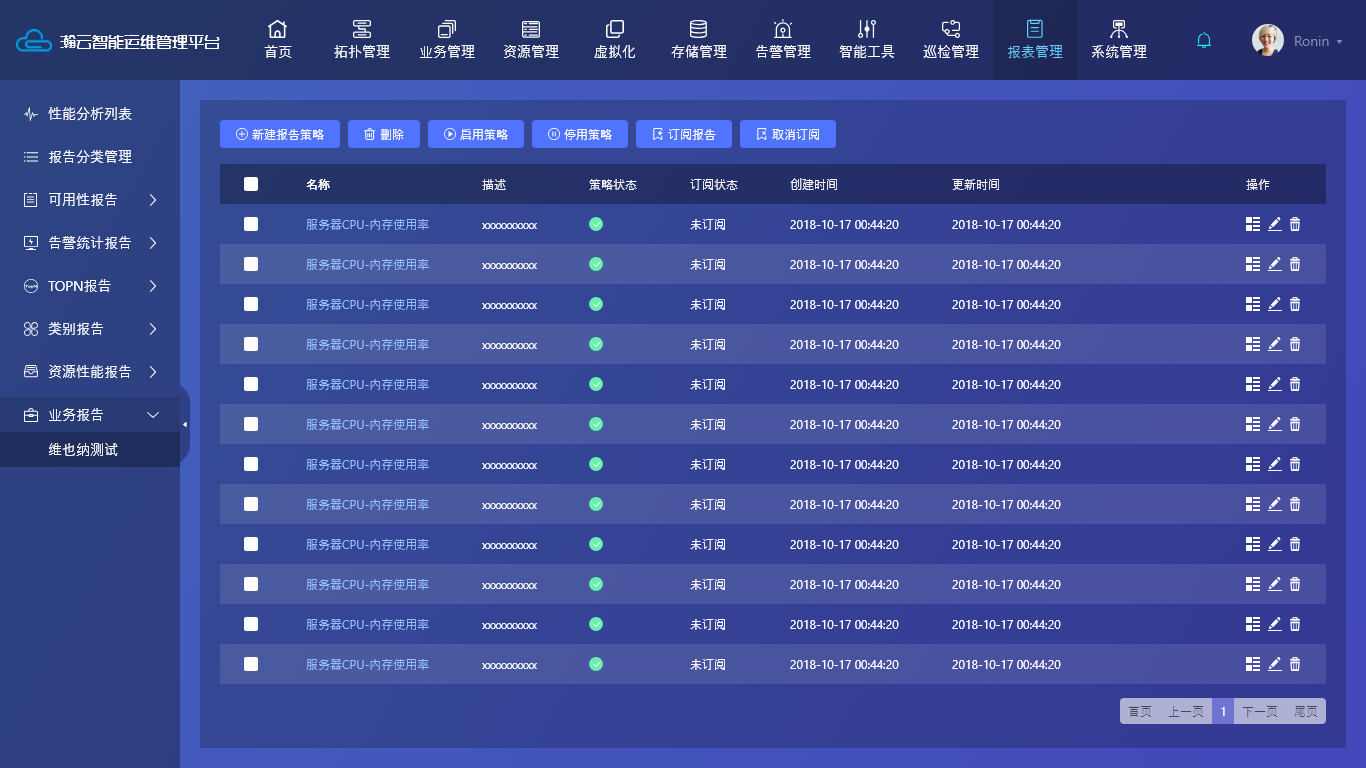 瀚云智能运维管理平台
首页 拓扑管理 业务管理 资源管理 虚拟化 存储管理 告警管理 智能工具 巡检管理 报表管理 系统管理 Ronin
性能分析列表
报告分类管理
可用性报告
告警统计报告
TOPN报告
类别报告
资源性能报告
业务报告
维也纳测试
新建报告策略 删除 启用策略 停用策略 订阅报告 取消订阅
名称 描述 策略状态 订阅状态 创建时间 更新时间 操作
服务器CPU-内存使用率 xxxxxxxxxx 未订阅 2018-10-17 00:44:20 2018-10-17 00:44:20
服务器CPU-内存使用率 xxxxxxxxxx 未订阅 2018-10-17 00:44:20 2018-10-17 00:44:20
服务器CPU-内存使用率 xxxxxxxxxx 未订阅 2018-10-17 00:44:20 2018-10-17 00:44:20
服务器CPU-内存使用率 xxxxxxxxxx 未订阅 2018-10-17 00:44:20 2018-10-17 00:44:20
服务器CPU-内存使用率 xxxxxxxxxx 未订阅 2018-10-17 00:44:20 2018-10-17 00:44:20
服务器CPU-内存使用率 xxxxxxxxxx 未订阅 2018-10-17 00:44:20 2018-10-17 00:44:20
服务器CPU-内存使用率 xxxxxxxxxx 未订阅 2018-10-17 00:44:20 2018-10-17 00:44:20
服务器CPU-内存使用率 xxxxxxxxxx 未订阅 2018-10-17 00:44:20 2018-10-17 00:44:20
服务器CPU-内存使用率 xxxxxxxxxx 未订阅 2018-10-17 00:44:20 2018-10-17 00:44:20
服务器CPU-内存使用率 xxxxxxxxxx 未订阅 2018-10-17 00:44:20 2018-10-17 00:44:20
服务器CPU-内存使用率 xxxxxxxxxx 未订阅 2018-10-17 00:44:20 2018-10-17 00:44:20
服务器CPU-内存使用率 xxxxxxxxxx 未订阅 2018-10-17 00:44:20 2018-10-17 00:44:20
首页 上一页 1 下一页 尾页